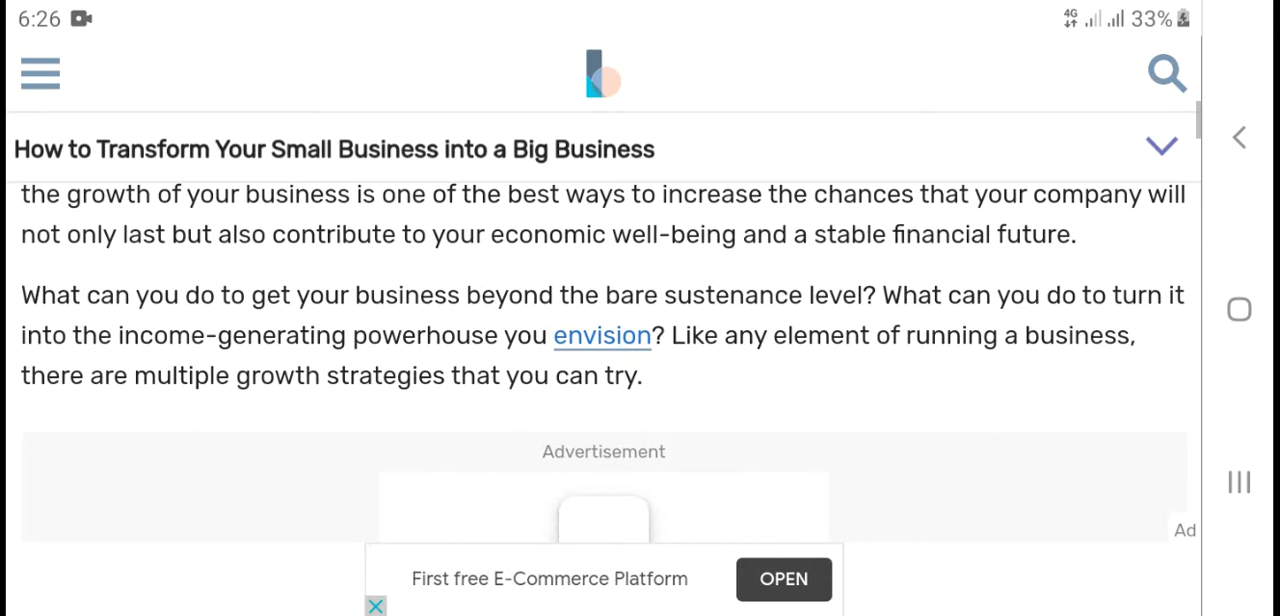 6:26
4G 33%
How to Transform Your Small Business into a Big Business
the growth of your business is one of the best ways to increase the chances that your company will
not only last but also contribute to your economic well-being and a stable financial future.
What can you do to get your business beyond the bare sustenance level? What can you do to turn it
into the income-generating powerhouse you envision? Like any element of running a business,
there are multiple growth strategies that you can try.
Advertisement
Ad
First free E-Commerce Platform
OPEN